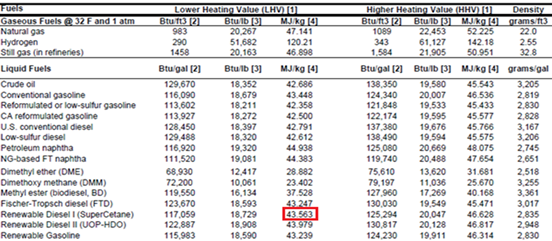 Fuels Lower Heating Value (LHV) [1] Higher Heating Value (HHV) [1] Density
Gaseous Fuels @ 32 F and 1 atm Btu/ft3 [2] Btu/lb [3] MJ/kg [4] Btu/ft3 [2] Btu/lb [3] MJ/kg [4] grams/ft3
Natural gas 983 20,267 47.141 1089 22,453 52.225 22.0
Hydrogen 290 51,682 120.21 343 61,127 142.18 2.55
Still gas (in refineries) 1458 20,163 46.898 1,584 21,905 50.951 32.8
Liquid Fuels Btu/gal [2] Btu/lb [3] MJ/kg [4] Btu/gal [2] Btu/lb [3] MJ/kg [4] grams/gal
Crude oil 129,670 18,352 42.686 138,350 19,580 45.543 3,205
Conventional gasoline 116,090 18,679 43.448 124,340 20,007 46.536 2,819
Reformulated or low-sulfur gasoline 113,602 18,211 42.358 121,848 19,533 45.433 2,830
CA reformulated gasoline 113,927 18,272 42.500 122,174 19,595 45.577 2,828
U.S. conventional diesel 128,450 18,397 42.791 137,380 19,676 45.766 3,167
Low-sulfur diesel 129,488 18,320 42.612 138,490 19,594 45.575 3,206
Petroleum naphtha 116,920 19,320 44.938 125,080 20,669 48.075 2,745
NG-based FT naphtha 111,520 19,081 44.383 119,740 20,488 47.654 2,651
Dimethyl ether (DME) 68,930 12,417 28.882 75,610 13,620 31.681 2,518
Dimethoxy methane (DMM) 72,200 10,061 23.402 79,197 11,036 25.670 3,255
Methyl ester (biodiesel, BD) 119,550 16,134 37.528 127,960 17,269 40.168 3,361
Fischer-Tropsch diesel (FTD) 123,670 18,593 43.247 130,030 19,549 45.471 3,017
Renewable Diesel I (SuperCetane) 117,059 18,729 43.563 125,294 20,047 46.628 2,835
Renewable Diesel II (UOP-HDO) 122,887 18,908 43.979 130,817 20,128 46.817 2,948
Renewable Gasoline 115,983 18,590 43.239 124,230 19,911 46.314 2,830